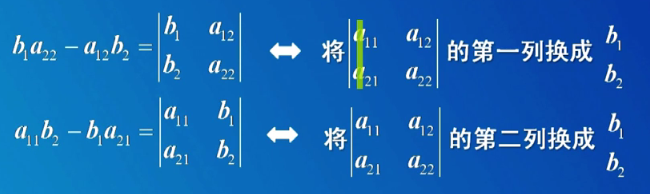 b₁a₂₂ − a₁₂b₂ = |b₁ a₁₂| ⇔ 将 |a₁₁ a₁₂| 的第一列换成 b₁
|b₂ a₂₂| |a₂₁ a₂₂| b₂
a₁₁b₂ − b₁a₂₁ = |a₁₁ b₁| ⇔ 将 |a₁₁ a₁₂| 的第二列换成 b₁
|a₂₁ b₂| |a₂₁ a₂₂| b₂